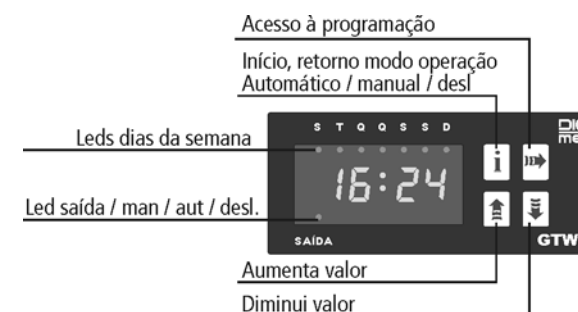 Acesso à programação
Início, retorno modo operação
Automático / manual / desl
S T Q Q S S D
Leds dias da semana
16:24
i
Led saída / man / aut / desl.
SAÍDA
GTW
Aumenta valor
Diminui valor